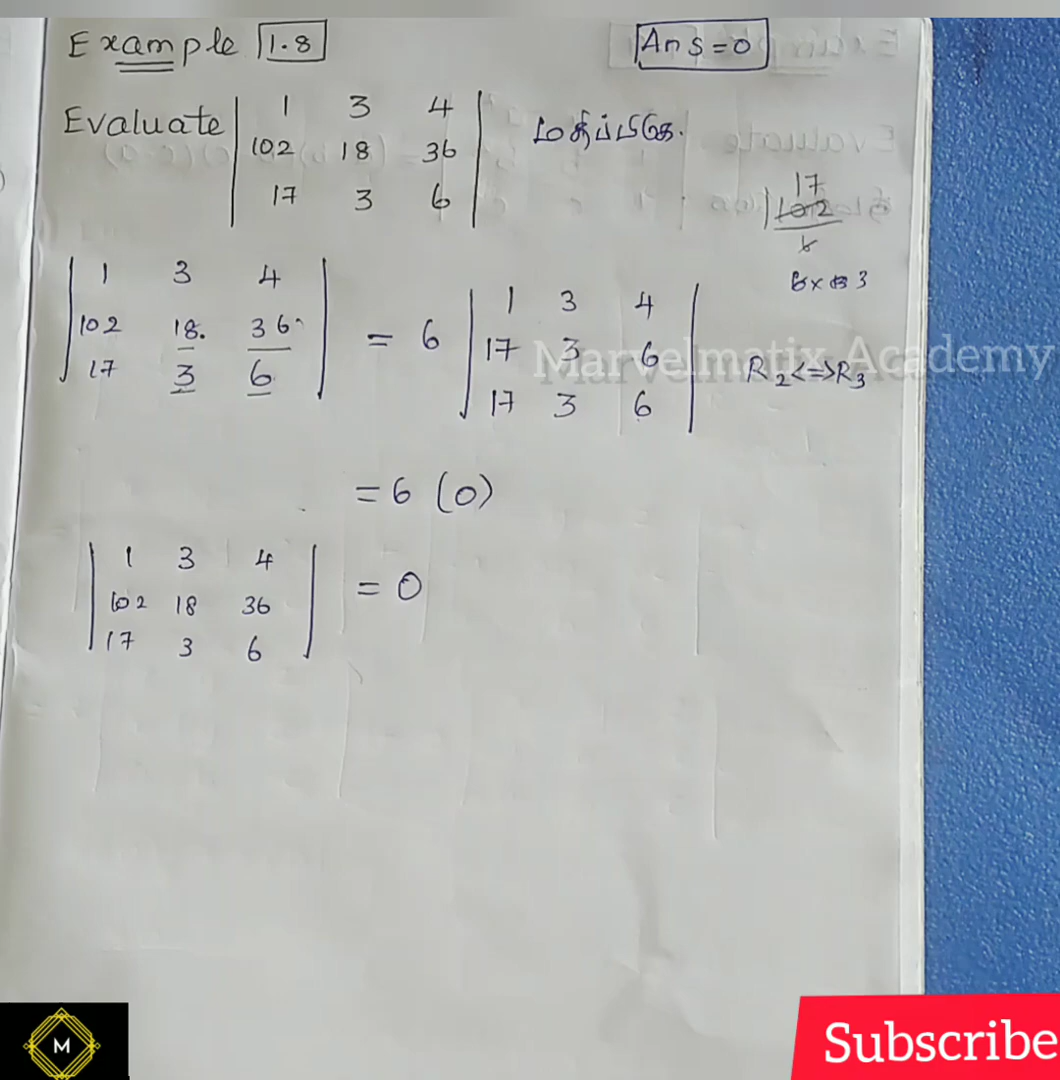 Example 1.8
Ans = 0
Evaluate | 1 3 4 | மதிப்பிடுக.
| 102 18 36 |
| 17 3 6 |
17
102
6
6 x 3
| 1 3 4 |
| 102 18. 36. |
| 17 3 6 |
= 6 | 1 3 4 |
| 17 3 6 |
| 17 3 6 |
R2 <=> R3
Marvelmatix Academy
= 6 (0)
| 1 3 4 |
| 102 18 36 | = 0
| 17 3 6 |
M
Subscribe